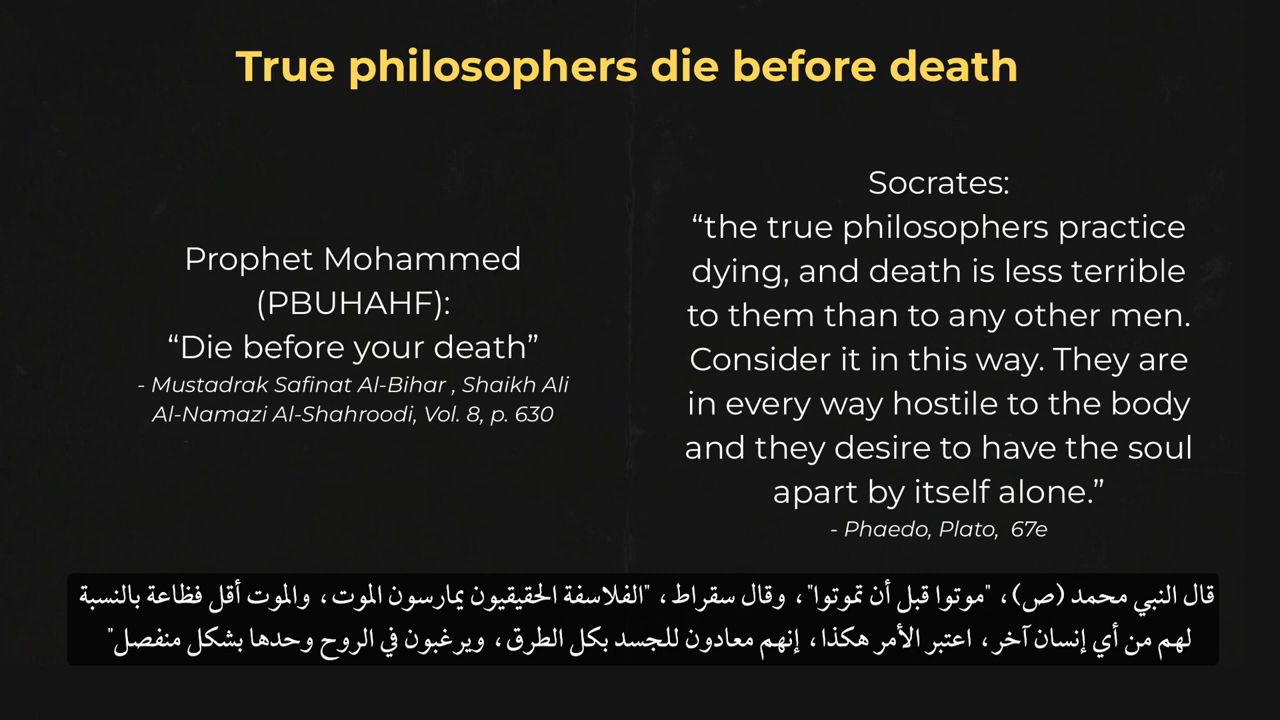 True philosophers die before death
Prophet Mohammed
(PBUHAHF):
“Die before your death”
- Mustadrak Safinat Al-Bihar , Shaikh Ali
Al-Namazi Al-Shahroodi, Vol. 8, p. 630
Socrates:
“the true philosophers practice
dying, and death is less terrible
to them than to any other men.
Consider it in this way. They are
in every way hostile to the body
and they desire to have the soul
apart by itself alone.”
- Phaedo, Plato, 67e
قال النبي محمد (ص)، "موتوا قبل أن تموتوا"، وقال سقراط، "الفلاسفة الحقيقيون يمارسون الموت، والموت أقل فظاعة بالنسبة
لهم من أي إنسان آخر، اعتبر الأمر هكذا، إنهم معادون للجسد بكل الطرق، ويرغبون في الروح وحدها بشكل منفصل"